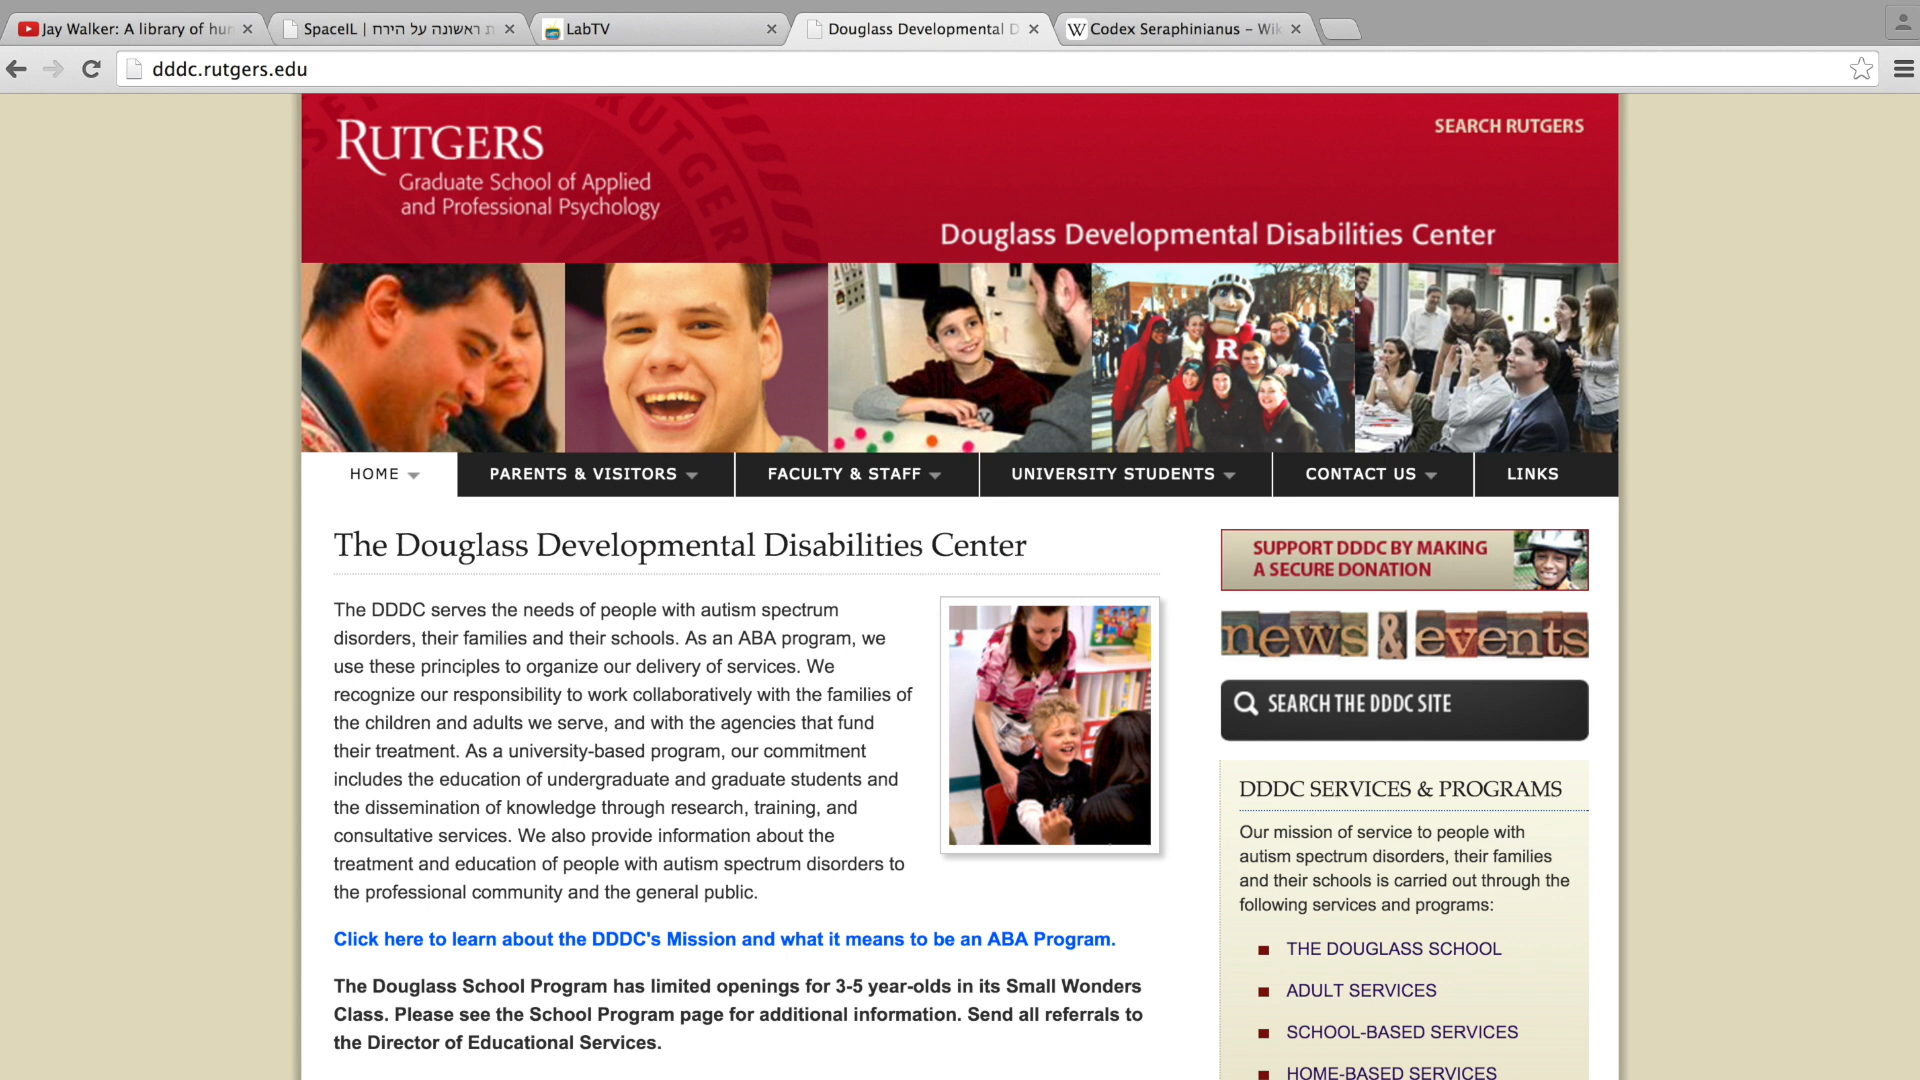 Jay Walker: A library of hum
SpaceIL | ת ראשונה על הירח
LabTV
Douglass Developmental D
Codex Seraphinianus – Wik
dddc.rutgers.edu
RUTGERS
Graduate School of Applied
and Professional Psychology
SEARCH RUTGERS
Douglass Developmental Disabilities Center
R
HOME
PARENTS & VISITORS
FACULTY & STAFF
UNIVERSITY STUDENTS
CONTACT US
LINKS
The Douglass Developmental Disabilities Center
The DDDC serves the needs of people with autism spectrum
disorders, their families and their schools. As an ABA program, we
use these principles to organize our delivery of services. We
recognize our responsibility to work collaboratively with the families of
the children and adults we serve, and with the agencies that fund
their treatment. As a university-based program, our commitment
includes the education of undergraduate and graduate students and
the dissemination of knowledge through research, training, and
consultative services. We also provide information about the
treatment and education of people with autism spectrum disorders to
the professional community and the general public.
Click here to learn about the DDDC's Mission and what it means to be an ABA Program.
The Douglass School Program has limited openings for 3-5 year-olds in its Small Wonders
Class. Please see the School Program page for additional information. Send all referrals to
the Director of Educational Services.
SUPPORT DDDC BY MAKING
A SECURE DONATION
news & events
SEARCH THE DDDC SITE
DDDC SERVICES & PROGRAMS
Our mission of service to people with
autism spectrum disorders, their families
and their schools is carried out through the
following services and programs:
THE DOUGLASS SCHOOL
ADULT SERVICES
SCHOOL-BASED SERVICES
HOME-BASED SERVICES